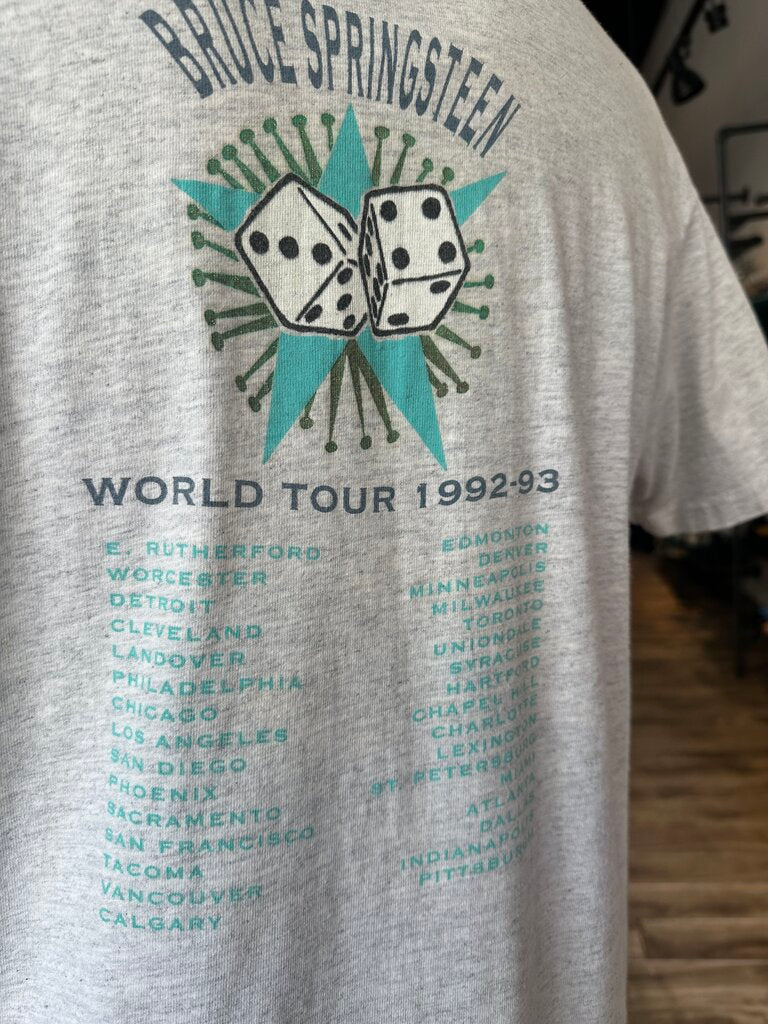 BRUCE SPRINGSTEEN
WORLD TOUR 1992-93
E. RUTHERFORD
WORCESTER
DETROIT
CLEVELAND
LANDOVER
PHILADELPHIA
CHICAGO
LOS ANGELES
SAN DIEGO
PHOENIX
SACRAMENTO
SAN FRANCISCO
TACOMA
VANCOUVER
CALGARY
EDMONTON
DENVER
MINNEAPOLIS
MILWAUKEE
TORONTO
UNIONDALE
SYRACUSE
HARTFORD
CHAPEL HILL
CHARLOTTE
LEXINGTON
ST. PETERSBURG
MIAMI
ATLANTA
DALLAS
INDIANAPOLIS
PITTSBURGH